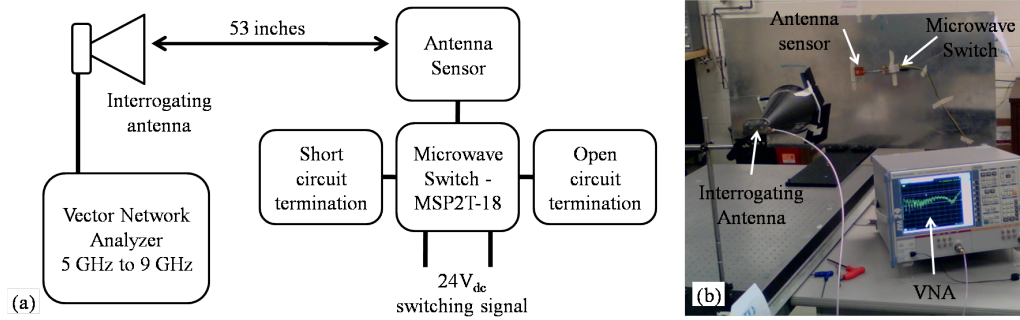 (a)
53 inches
Interrogating
antenna
Antenna
Sensor
Short
circuit
termination
Microwave
Switch -
MSP2T-18
Open
circuit
termination
Vector Network
Analyzer
5 GHz to 9 GHz
24Vdc
switching signal
(b)
Antenna
sensor
Microwave
Switch
Interrogating
Antenna
VNA